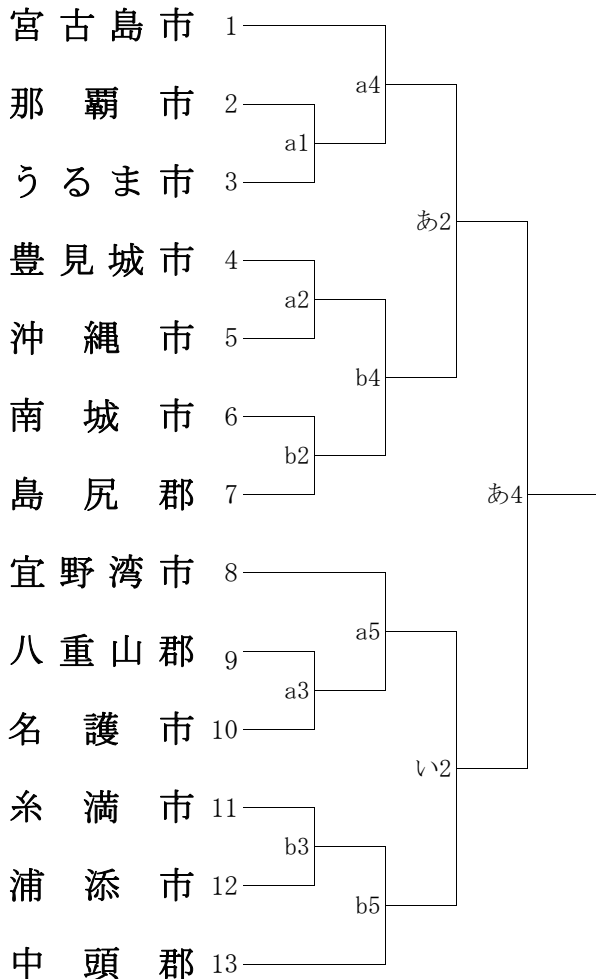 宮古島市 1
a4
那覇市 2
a1
うるま市 3
あ2
豊見城市 4
a2
沖縄市 5
b4
南城市 6
b2
島尻郡 7
あ4
宜野湾市 8
a5
八重山郡 9
a3
名護市 10
い2
糸満市 11
b3
浦添市 12
b5
中頭郡 13